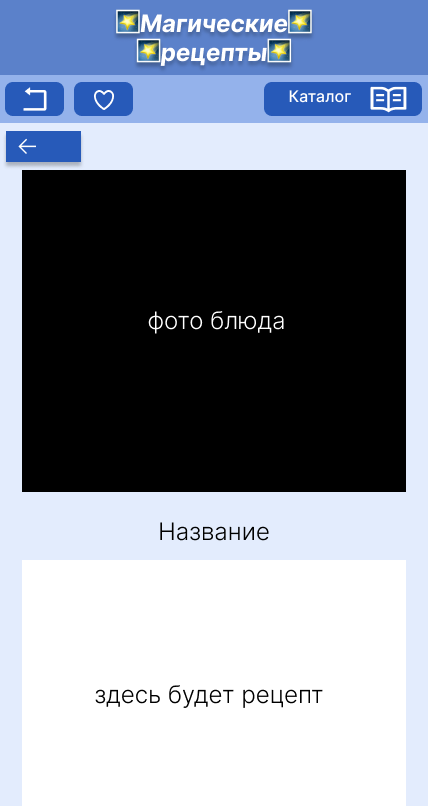 Магические
рецепты
Каталог
фото блюда
Название
здесь будет рецепт